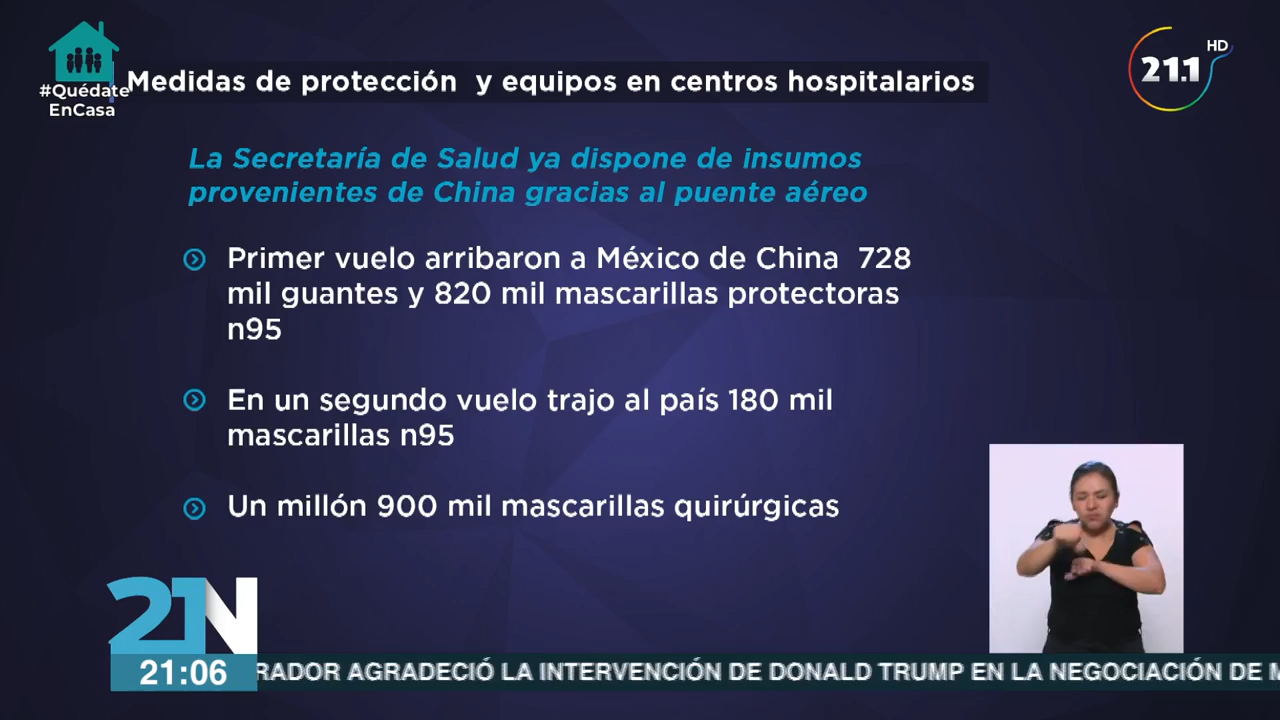 #Quédate
EnCasa
Medidas de protección y equipos en centros hospitalarios
21.1
HD
La Secretaría de Salud ya dispone de insumos
provenientes de China gracias al puente aéreo
Primer vuelo arribaron a México de China 728
mil guantes y 820 mil mascarillas protectoras
n95
En un segundo vuelo trajo al país 180 mil
mascarillas n95
Un millón 900 mil mascarillas quirúrgicas
21N
21:06
RADOR AGRADECIÓ LA INTERVENCIÓN DE DONALD TRUMP EN LA NEGOCIACIÓN DE